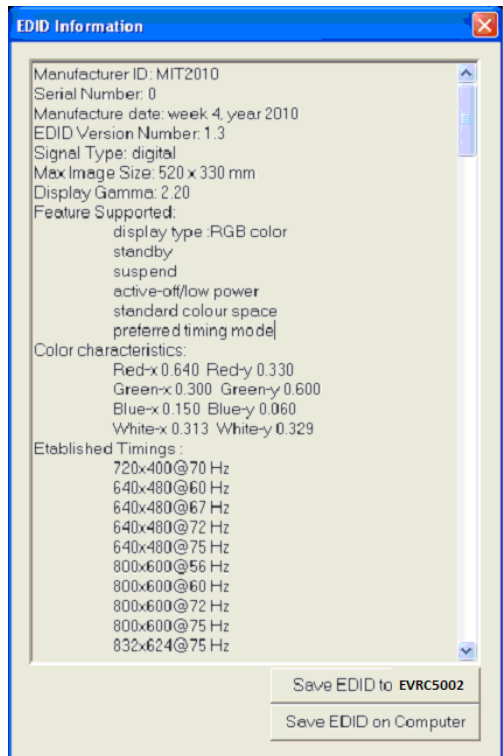 EDID Information
Manufacturer ID: MIT2010
Serial Number: 0
Manufacture date: week 4, year 2010
EDID Version Number: 1.3
Signal Type: digital
Max Image Size: 520 x 330 mm
Display Gamma: 2.20
Feature Supported:
display type :RGB color
standby
suspend
active-off/low power
standard colour space
preferred timing mode
Color characteristics:
Red-x 0.640 Red-y 0.330
Green-x 0.300 Green-y 0.600
Blue-x 0.150 Blue-y 0.060
White-x 0.313 White-y 0.329
Etablished Timings :
720x400@70 Hz
640x480@60 Hz
640x480@67 Hz
640x480@72 Hz
640x480@75 Hz
800x600@56 Hz
800x600@60 Hz
800x600@72 Hz
800x600@75 Hz
832x624@75 Hz
Save EDID to EVRC5002
Save EDID on Computer